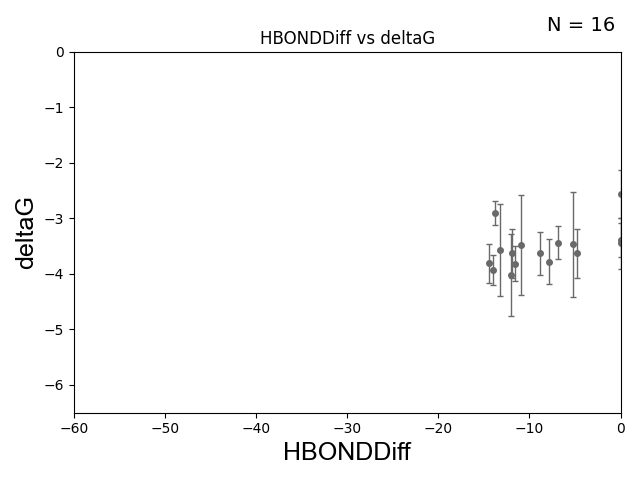 N = 16
HBONDDiff vs deltaG
deltaG
0
−1
−2
−3
−4
−5
−6
−60 −50 −40 −30 −20 −10 0
HBONDDiff